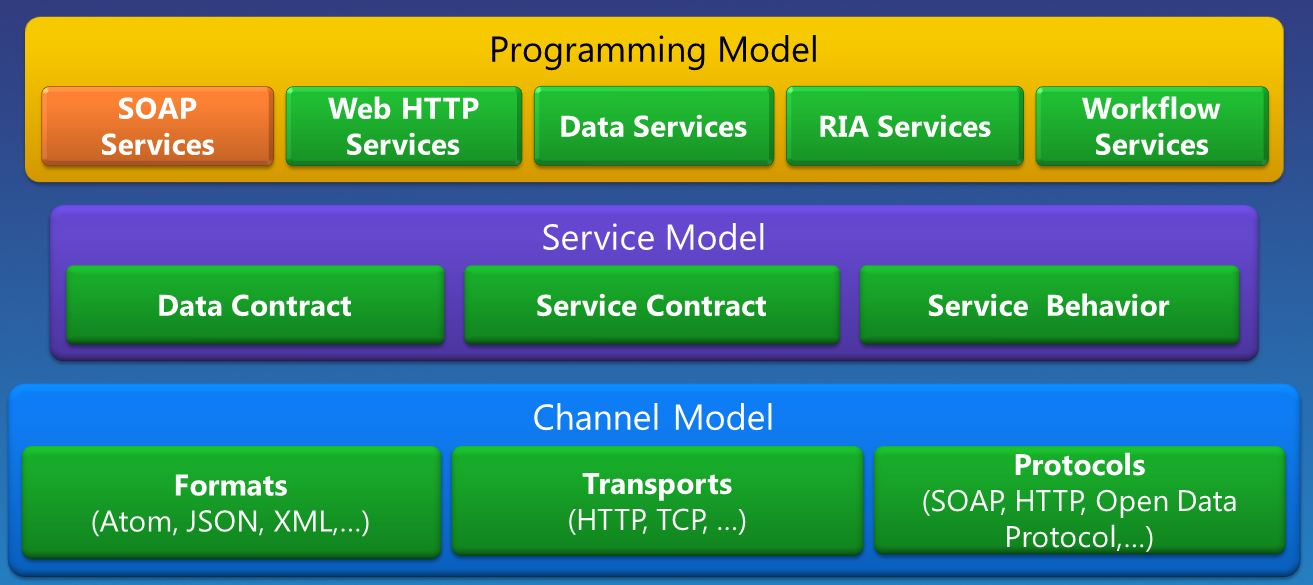 Programming Model
SOAP
Services
Web HTTP
Services
Data Services
RIA Services
Workflow
Services
Service Model
Data Contract
Service Contract
Service  Behavior
Channel Model
Formats
(Atom, JSON, XML,...)
Transports
(HTTP, TCP, ...)
Protocols
(SOAP, HTTP, Open Data
Protocol,...)